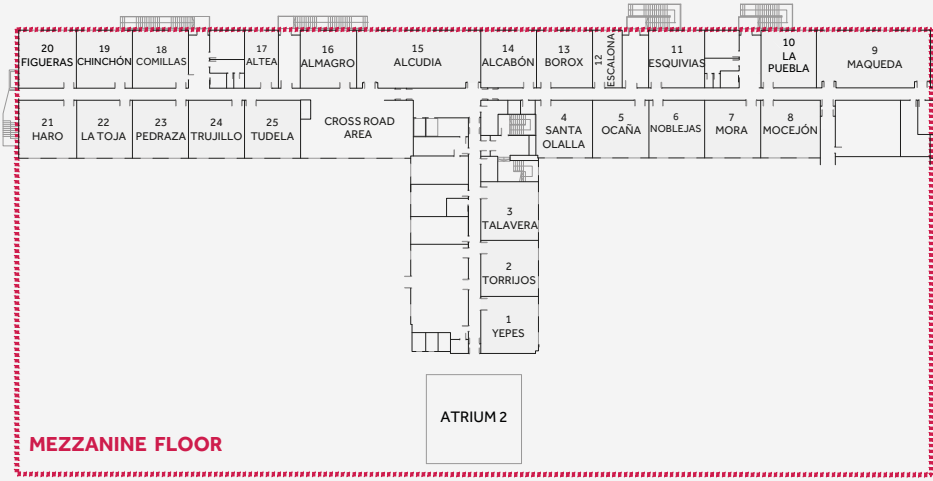 20
FIGUERAS
19
CHINCHÓN
18
COMILLAS
17
ALTEA
16
ALMAGRO
15
ALCUDIA
14
ALCABÓN
13
BOROX
12
ESCALONA
11
ESQUIVIAS
10
LA
PUEBLA
9
MAQUEDA
21
HARO
22
LA TOJA
23
PEDRAZA
24
TRUJILLO
25
TUDELA
CROSS ROAD
AREA
4
SANTA
OLALLA
5
OCAÑA
6
NOBLEJAS
7
MORA
8
MOCEJÓN
3
TALAVERA
2
TORRIJOS
1
YEPES
ATRIUM 2
MEZZANINE FLOOR